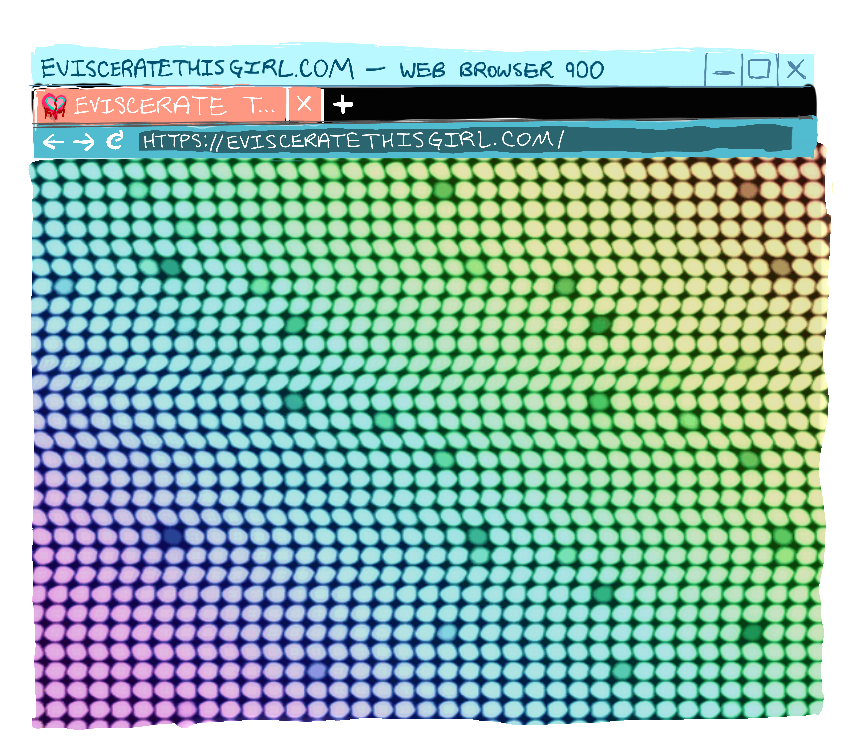 EVISCERATETHISGIRL.COM — WEB BROWSER 900
EVISCERATE T...
HTTPS://EVISCERATETHISGIRL.COM/